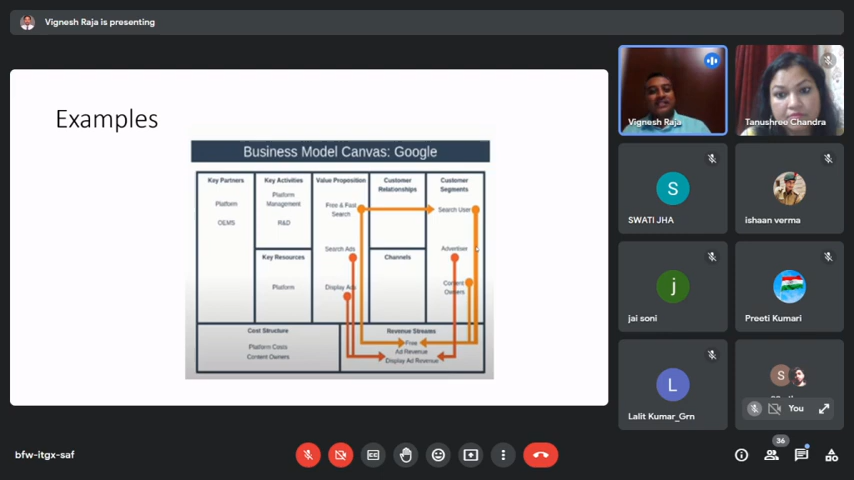 Vignesh Raja is presenting
Examples
Business Model Canvas: Google
Key Partners
Platform
OEMS
Key Activities
Platform
Management
R&D
Key Resources
Platform
Value Proposition
Free & Fast
Search
Search Ads
Display Ads
Customer
Relationships
Channels
Customer
Segments
Search User
Advertiser
Content
Owners
Cost Structure
Platform Costs
Content Owners
Revenue Streams
Free
Ad Revenue
Display Ad Revenue
Vignesh Raja
Tanushree Chandra
S
SWATI JHA
ishaan verma
j
jai soni
Preeti Kumari
L
Lalit Kumar_Grn
S
You
bfw-itgx-saf
CC
36